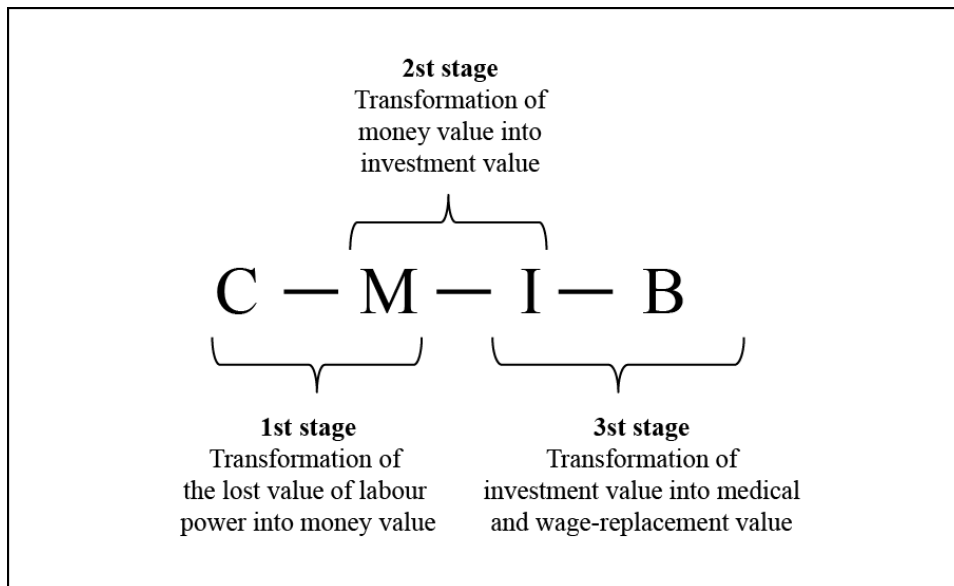 2st stage
Transformation of
money value into
investment value
C — M — I — B
1st stage
Transformation of
the lost value of labour
power into money value
3st stage
Transformation of
investment value into medical
and wage-replacement value